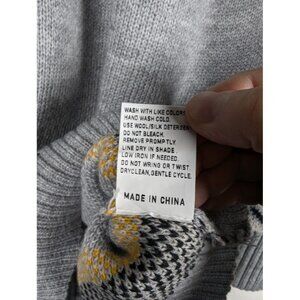 WASH WITH LIKE COLORS
HAND WASH COLD.
USE WOOL/SILK DETERGENT
DO NOT BLEACH.
REMOVE PROMPTLY
LINE DRY IN SHADE
LOW IRON IF NEEDED.
DO NOT WRING OR TWIST
DRYCLEAN,GENTLE CYCLE.
MADE IN CHINA